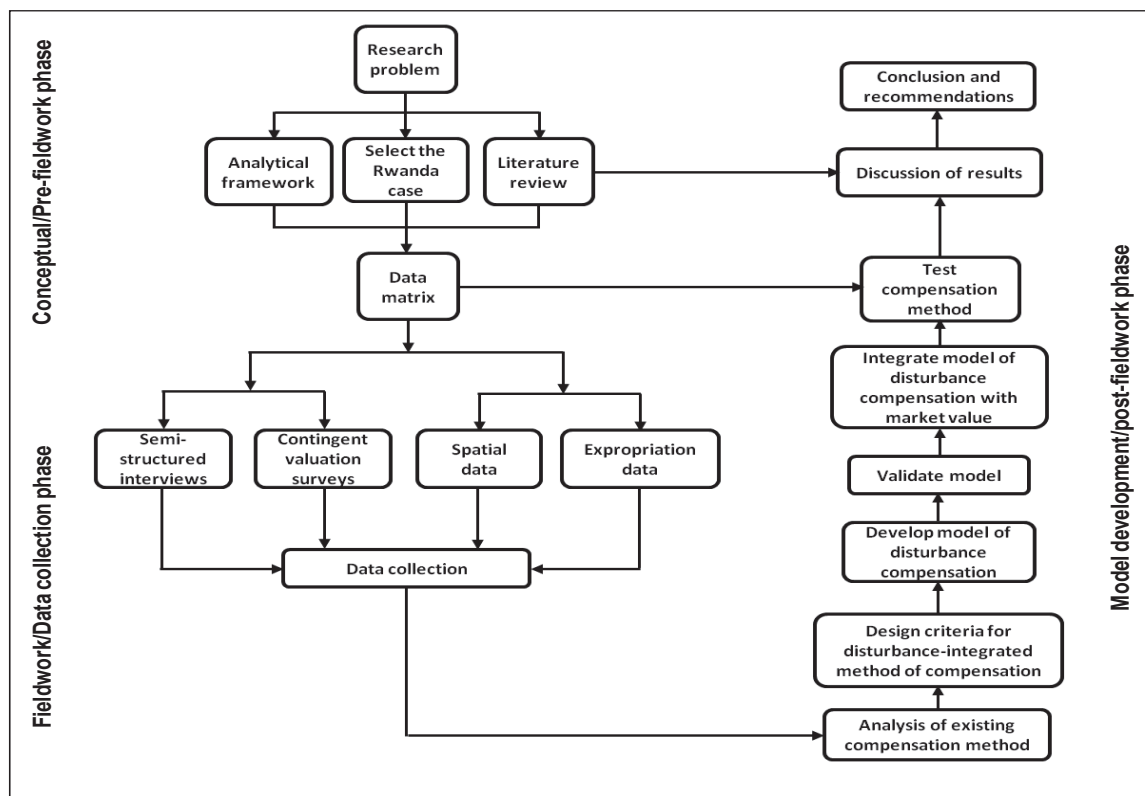 Conceptual/Pre-fieldwork phase
Research
problem
Analytical
framework
Select the
Rwanda
case
Literature
review
Data
matrix
Fieldwork/Data collection phase
Semi-
structured
interviews
Contingent
valuation
surveys
Spatial
data
Expropriation
data
Data collection
Model development/post-fieldwork phase
Conclusion and
recommendations
Discussion of results
Test
compensation
method
Integrate model of
disturbance
compensation with
market value
Validate model
Develop model of
disturbance
compensation
Design criteria for
disturbance-integrated
method of compensation
Analysis of existing
compensation method